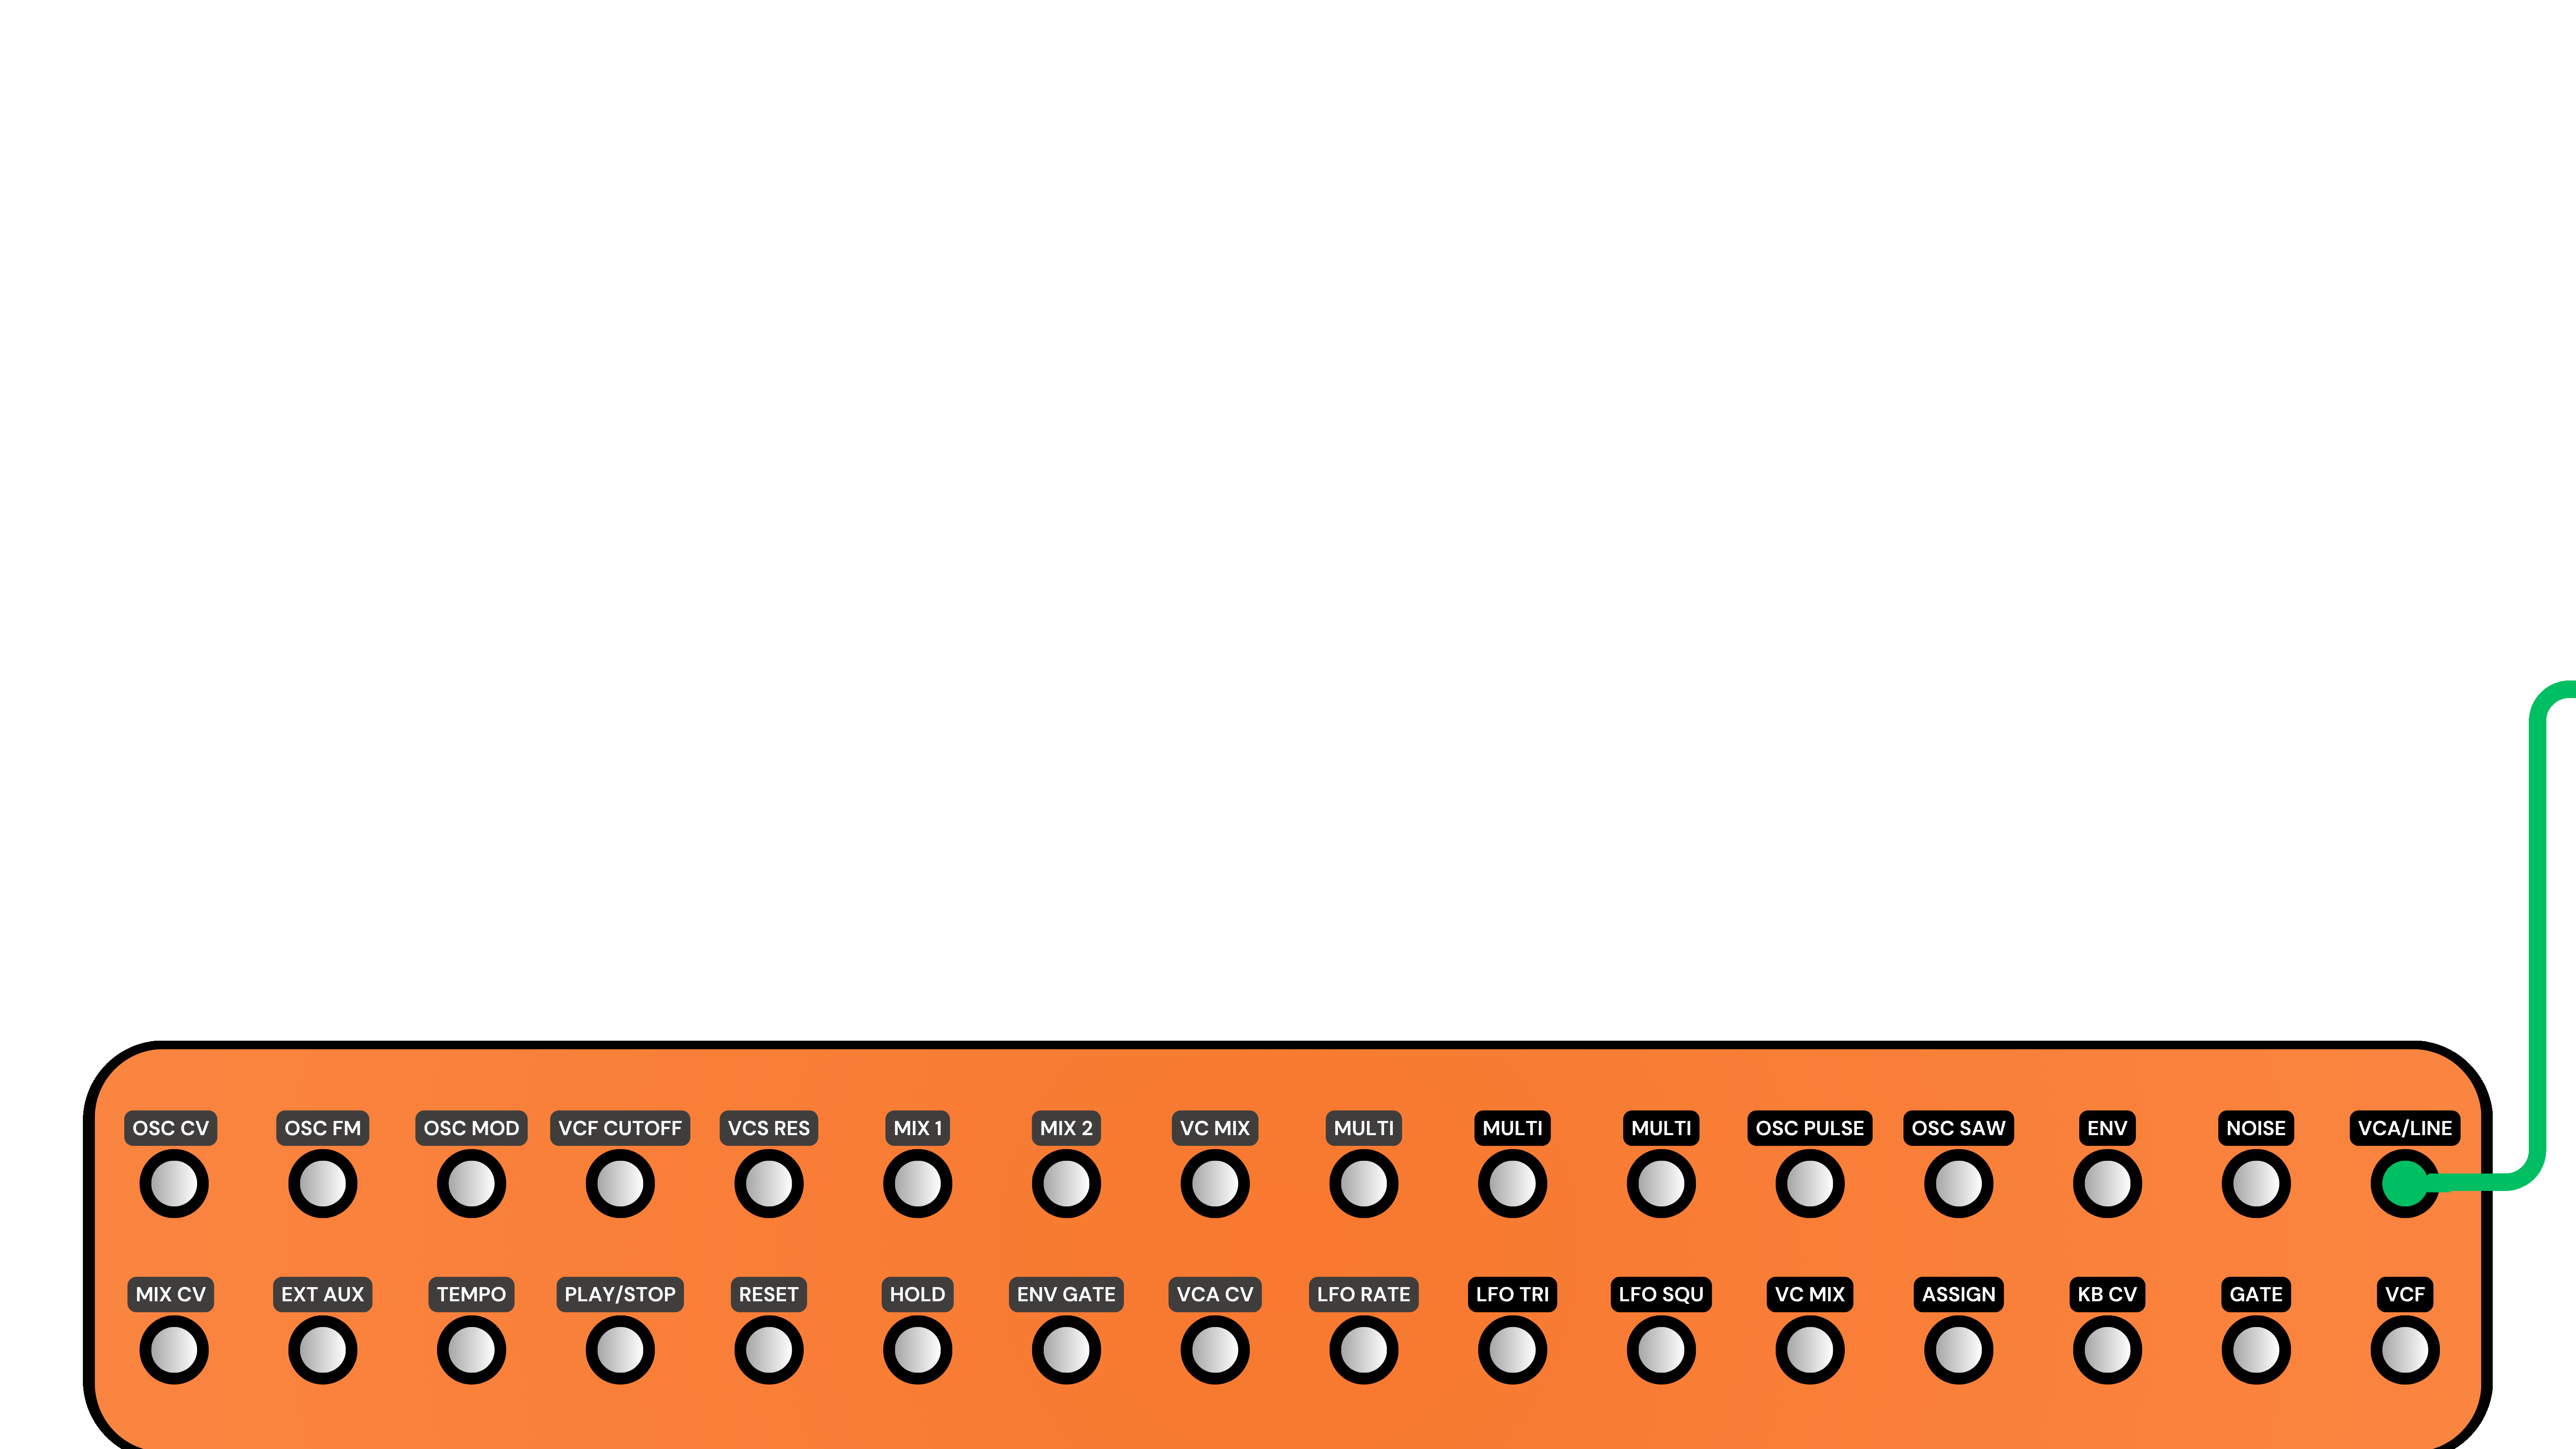 OSC CV OSC FM OSC MOD VCF CUTOFF VCS RES MIX 1 MIX 2 VC MIX MULTI MULTI MULTI OSC PULSE OSC SAW ENV NOISE VCA/LINE
MIX CV EXT AUX TEMPO PLAY/STOP RESET HOLD ENV GATE VCA CV LFO RATE LFO TRI LFO SQU VC MIX ASSIGN KB CV GATE VCF